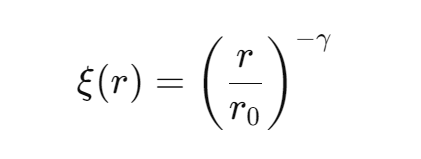 ξ(r) = (r/r₀)^{-γ}